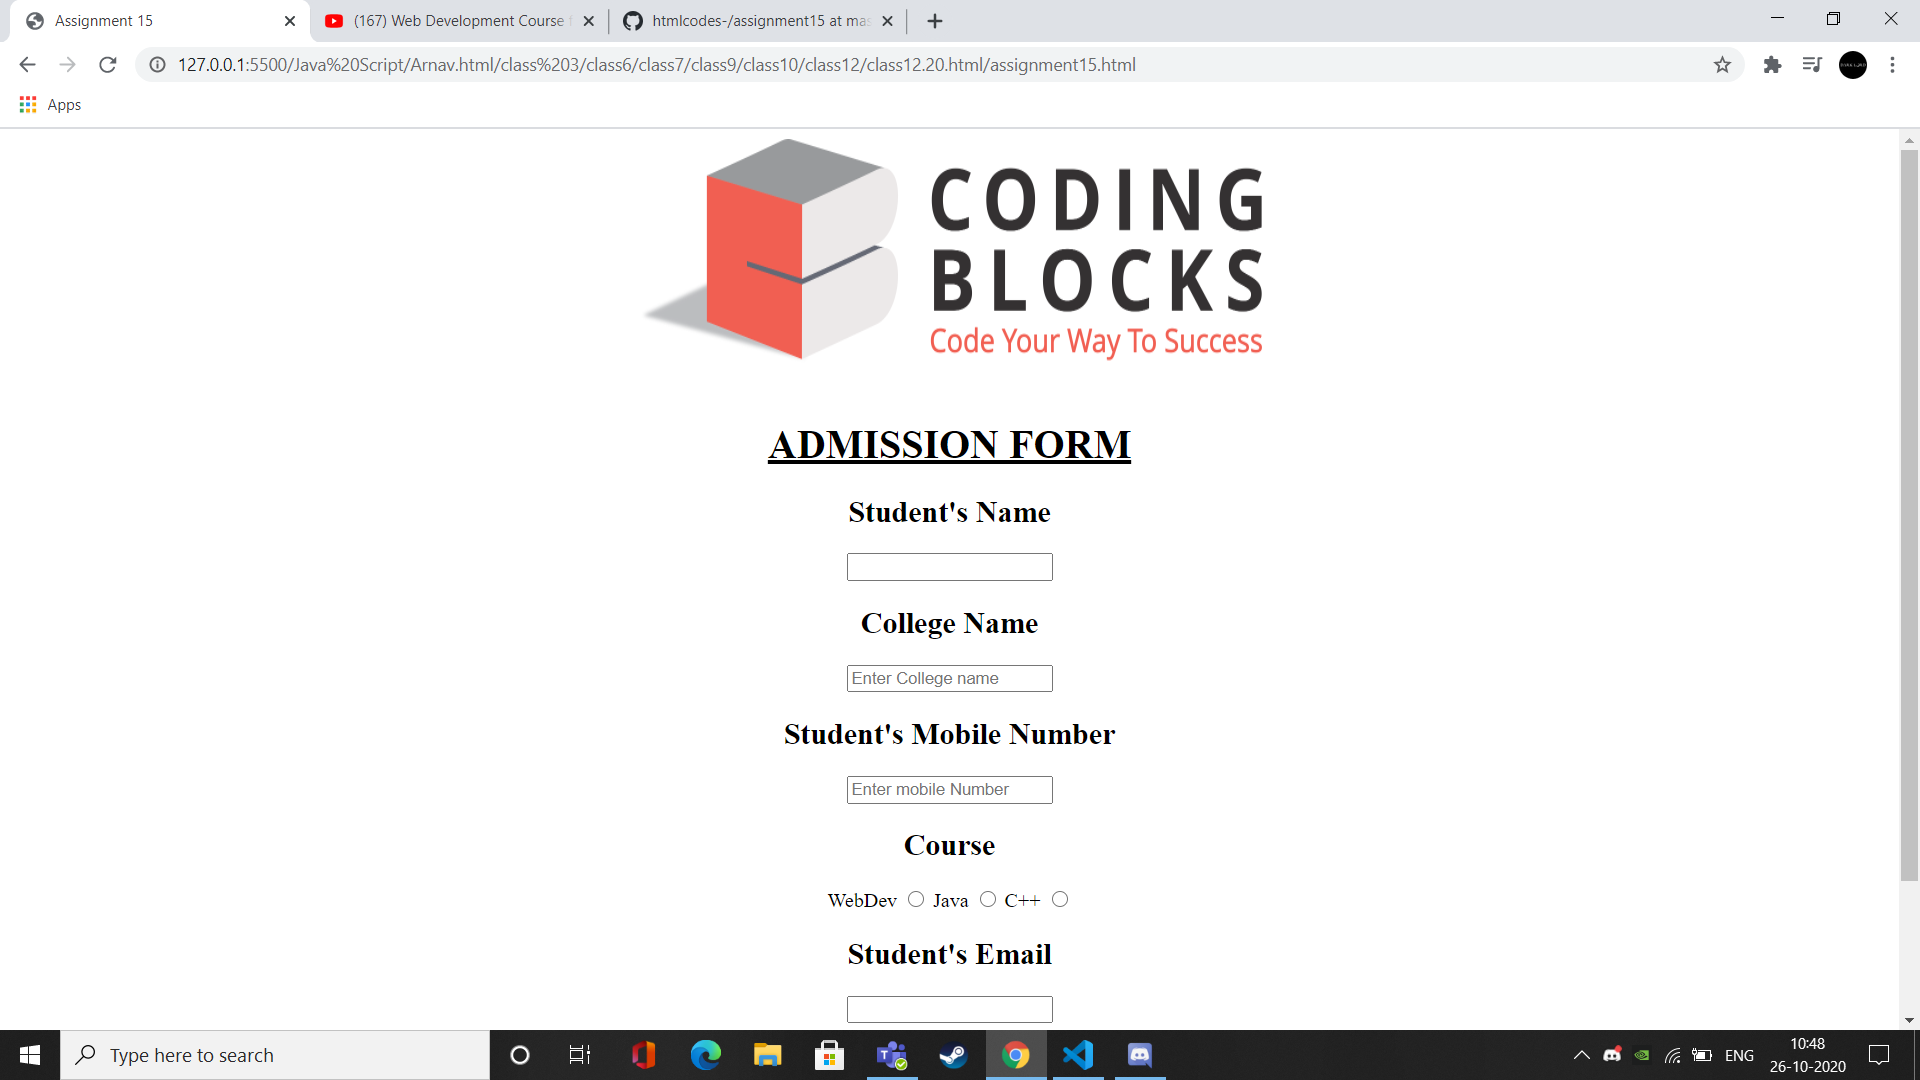 Assignment 15
(167) Web Development Course
htmlcodes-/assignment15 at mas
127.0.0.1:5500/Java%20Script/Arnav.html/class%203/class6/class7/class9/class10/class12/class12.20.html/assignment15.html
Apps
CODING
BLOCKS
Code Your Way To Success
ADMISSION FORM
Student's Name
College Name
Enter College name
Student's Mobile Number
Enter mobile Number
Course
WebDev Java C++
Student's Email
Type here to search
ENG
10:48
26-10-2020